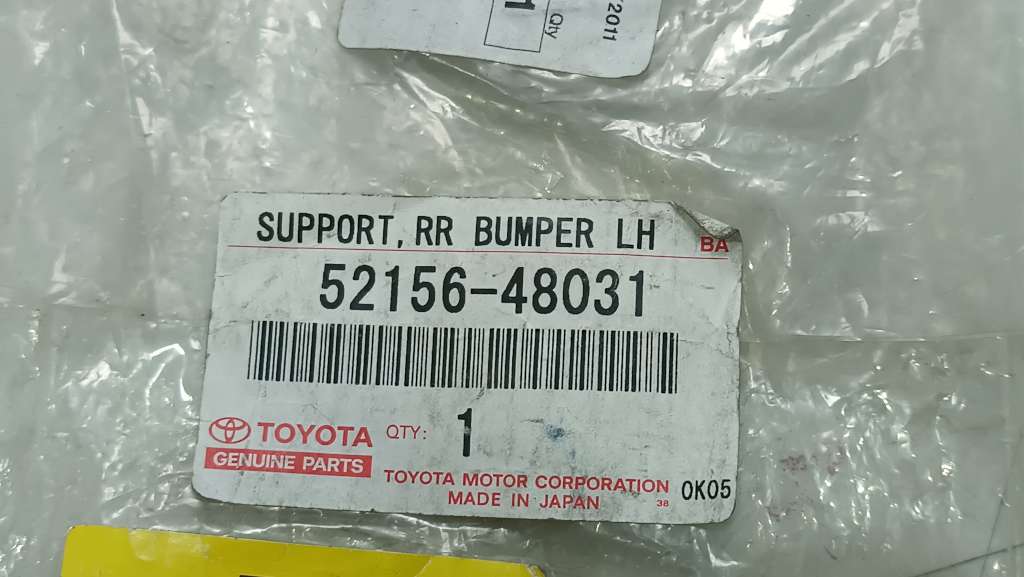 1
Qty
2011
SUPPORT, RR BUMPER LH
BA
52156-48031
TOYOTA
GENUINE PARTS
QTY: 1
TOYOTA MOTOR CORPORATION
MADE IN JAPAN
38
0K05